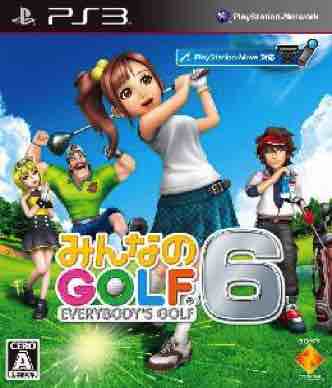 PS3
PlayStation Network
PlayStation Move 対応
みんなの
GOLF 6
EVERYBODY'S GOLF
CERO
A
SONY